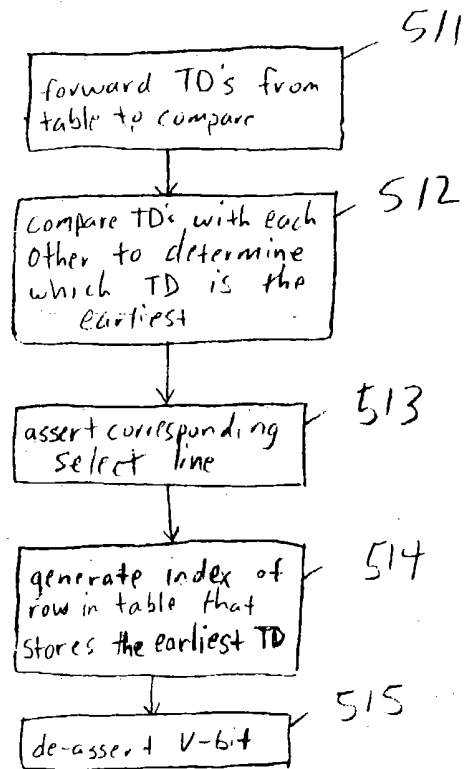 511
forward TD's from
table to compare
512
compare TD's with each
other to determine
which TD is the
earliest
513
assert corresponding
select line
514
generate index of
row in table that
stores the earliest TD
515
de-assert V-bit